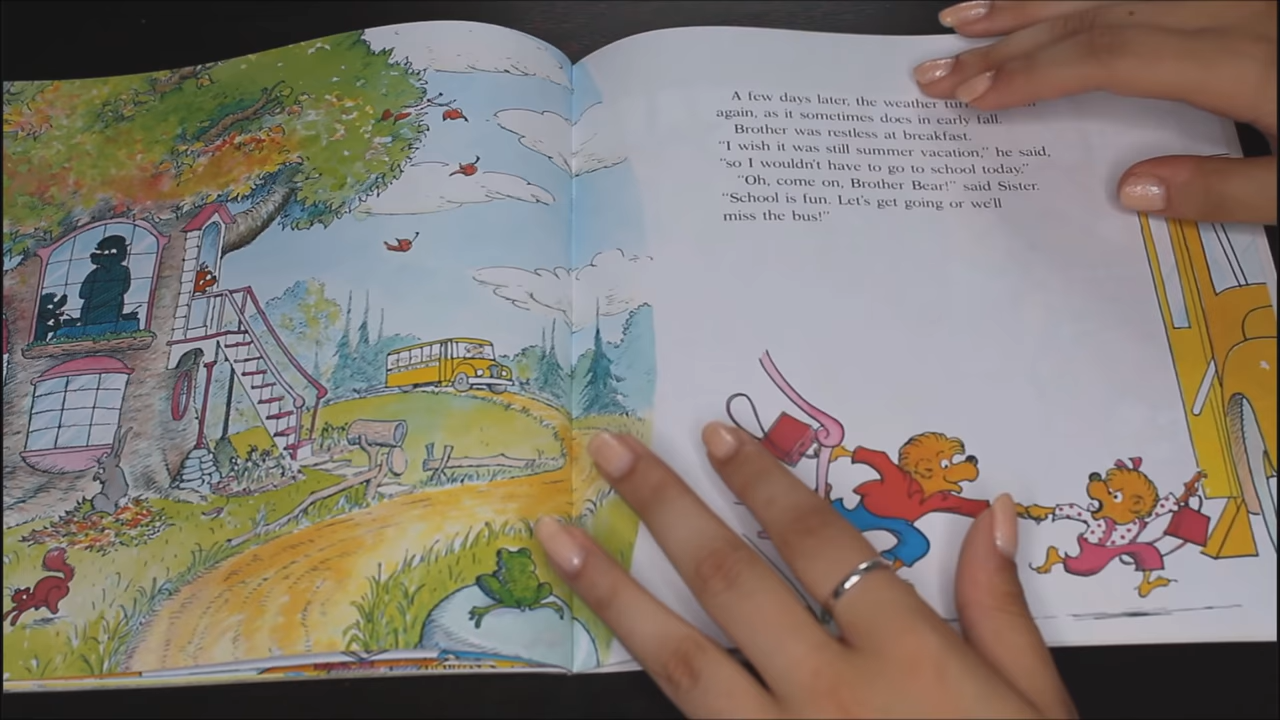 A few days later, the weather
again, as it sometimes does in early fall.
Brother was restless at breakfast.
"I wish it was still summer vacation," he said,
"so I wouldn't have to go to school today."
"Oh, come on, Brother Bear!" said Sister.
"School is fun. Let's get going or we'll
miss the bus!"